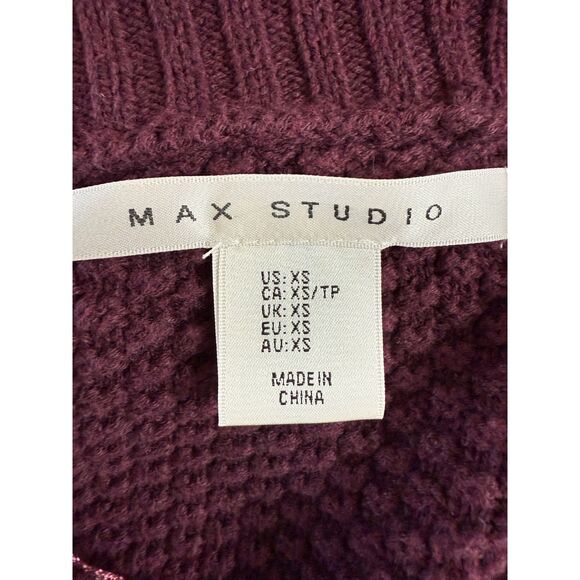 MAX STUDIO
US: XS
CA: XS/TP
UK: XS
EU: XS
AU: XS
MADE IN
CHINA